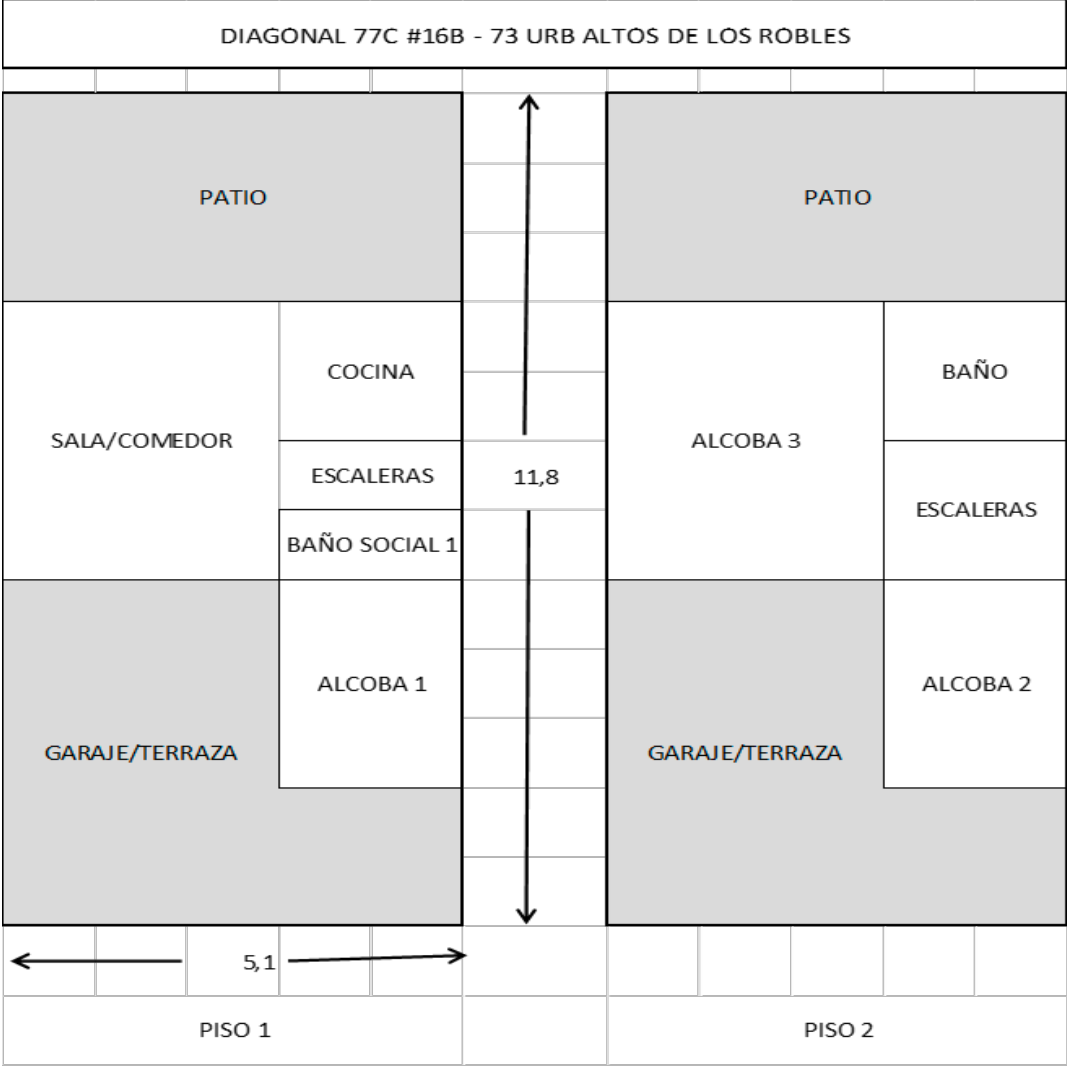 DIAGONAL 77C #16B - 73 URB ALTOS DE LOS ROBLES
PATIO
PATIO
COCINA
BAÑO
SALA/COMEDOR
ALCOBA 3
ESCALERAS
11,8
ESCALERAS
BAÑO SOCIAL 1
ALCOBA 1
ALCOBA 2
GARAJE/TERRAZA
GARAJE/TERRAZA
5,1
PISO 1
PISO 2